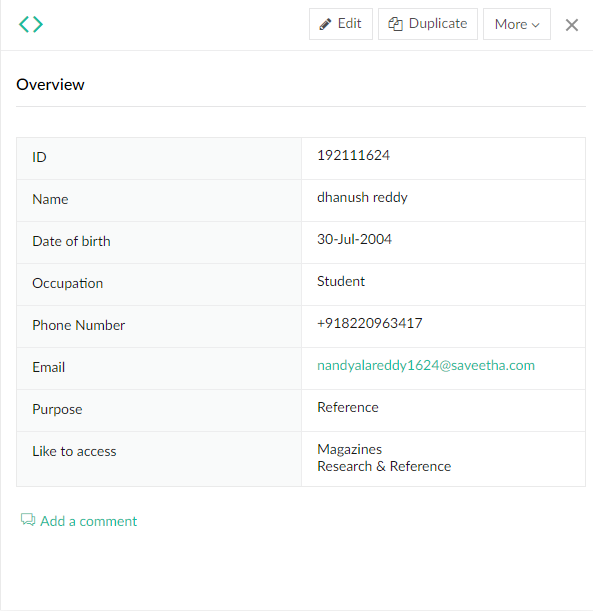 Edit Duplicate More
Overview
ID 192111624
Name dhanush reddy
Date of birth 30-Jul-2004
Occupation Student
Phone Number +918220963417
Email nandyalareddy1624@saveetha.com
Purpose Reference
Like to access Magazines
Research & Reference
Add a comment